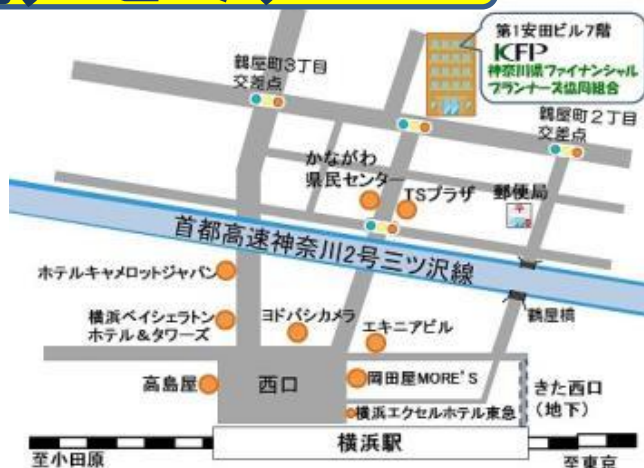 第1安田ビル7階
KFP
神奈川県ファイナンシャル
プランナーズ協同組合
鶴屋町3丁目
交差点
鶴屋町2丁目
交差点
かながわ
県民センター
TSプラザ
郵便局
首都高速神奈川2号三ツ沢線
ホテルキャメロットジャパン
横浜ベイシェラトン
ホテル&タワーズ
ヨドバシカメラ
エキニアビル
鶴屋橋
高島屋
西口
岡田屋MORE'S
きた西口
(地下)
横浜エクセルホテル東急
横浜駅
至小田原
至東京